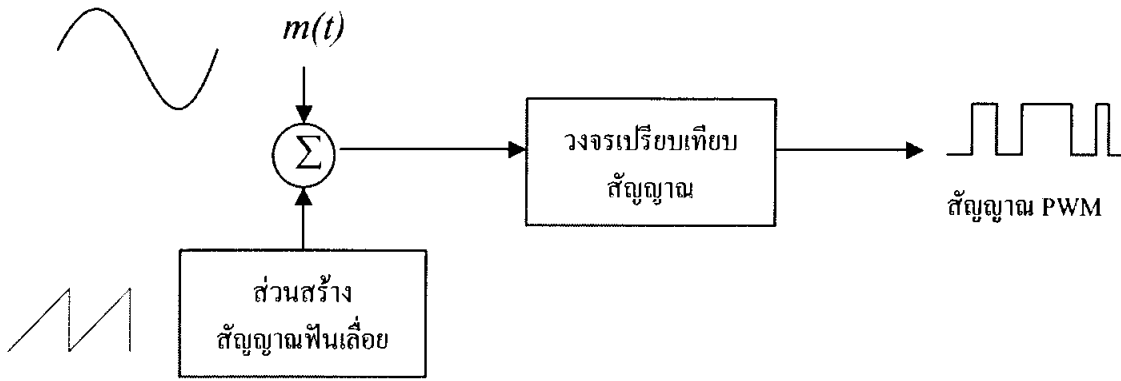 m(t)
Σ
วงจรเปรียบเทียบ
สัญญาณ
สัญญาณ PWM
ส่วนสร้าง
สัญญาณฟันเลื่อย